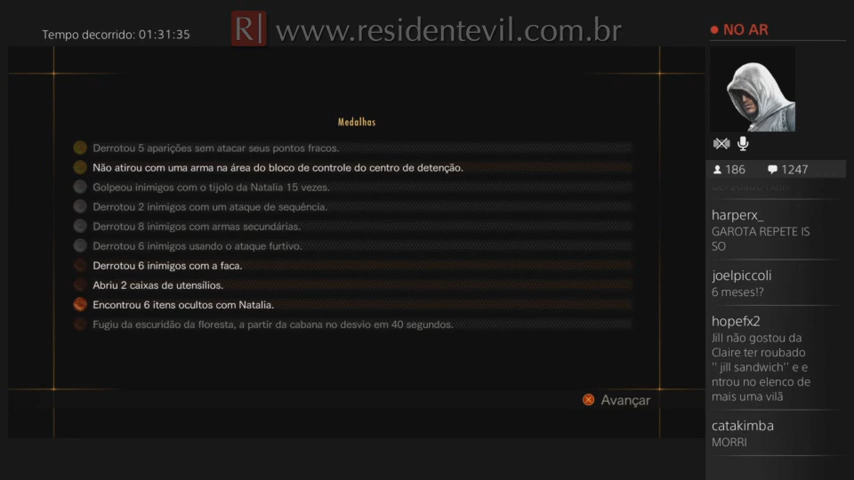 Tempo decorrido: 01:31:35
R| www.residentevil.com.br
NO AR
Medalhas
Derrotou 5 aparições sem atacar seus pontos fracos.
Não atirou com uma arma na área do bloco de controle do centro de detenção.
Golpeou inimigos com o tijolo da Natalia 15 vezes.
Derrotou 2 inimigos com um ataque de sequência.
Derrotou 8 inimigos com armas secundárias.
Derrotou 6 inimigos usando o ataque furtivo.
Derrotou 6 inimigos com a faca.
Abriu 2 caixas de utensílios.
Encontrou 6 itens ocultos com Natalia.
Fugiu da escuridão da floresta, a partir da cabana no desvio em 40 segundos.
Avançar
186 1247
harperx_
GAROTA REPETE IS
SO
joelpiccoli
6 meses!?
hopefx2
Jill não gostou da
Claire ter roubado
'' jill sandwich'' e e
ntrou no elenco de
mais uma vilã
catakimba
MORRI